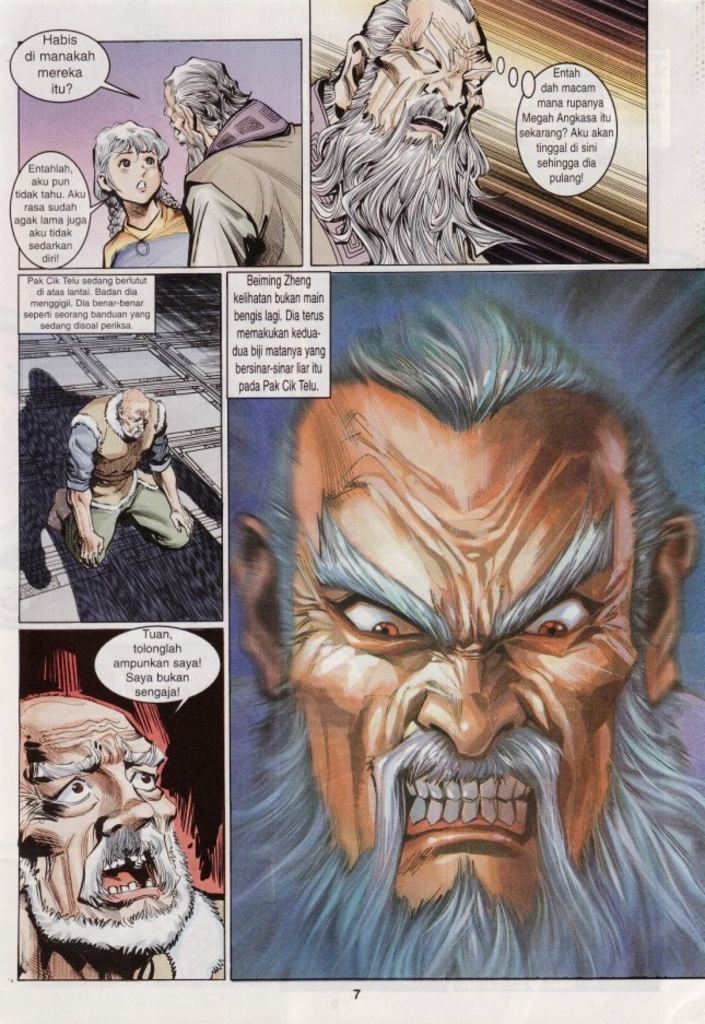 Habis
di manakah
mereka
itu?
Entahlah,
aku pun
tidak tahu. Aku
rasa sudah
agak lama juga
aku tidak
sedarkan
diri!
Entah
dah macam
mana rupanya
Megah Angkasa itu
sekarang? Aku akan
tinggal di sini
sehingga dia
pulang!
Pak Cik Telu sedang berlutut
di atas lantai. Badan dia
menggigil. Dia benar-benar
seperti seorang banduan yang
sedang disoal periksa.
Beiming Zheng
kelihatan bukan main
bengis lagi. Dia terus
memakukan kedua-
dua biji matanya yang
bersinar-sinar liar itu
pada Pak Cik Telu.
Tuan,
tolonglah
ampunkan saya!
Saya bukan
sengaja!
7